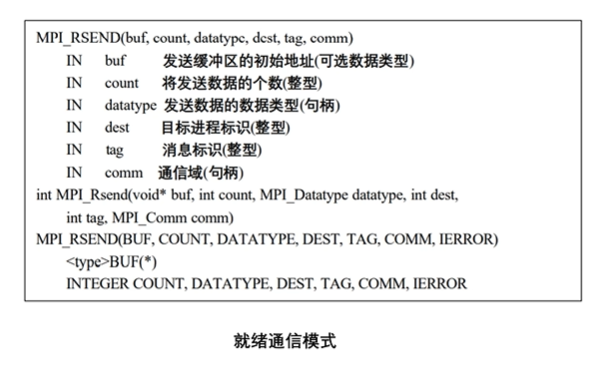 MPI_RSEND(buf, count, datatype, dest, tag, comm)
IN buf 发送缓冲区的初始地址(可选数据类型)
IN count 将发送数据的个数(整型)
IN datatype 发送数据的数据类型(句柄)
IN dest 目标进程标识(整型)
IN tag 消息标识(整型)
IN comm 通信域(句柄)
int MPI_Rsend(void* buf, int count, MPI_Datatype datatype, int dest,
int tag, MPI_Comm comm)
MPI_RSEND(BUF, COUNT, DATATYPE, DEST, TAG, COMM, IERROR)
<type>BUF(*)
INTEGER COUNT, DATATYPE, DEST, TAG, COMM, IERROR
就绪通信模式